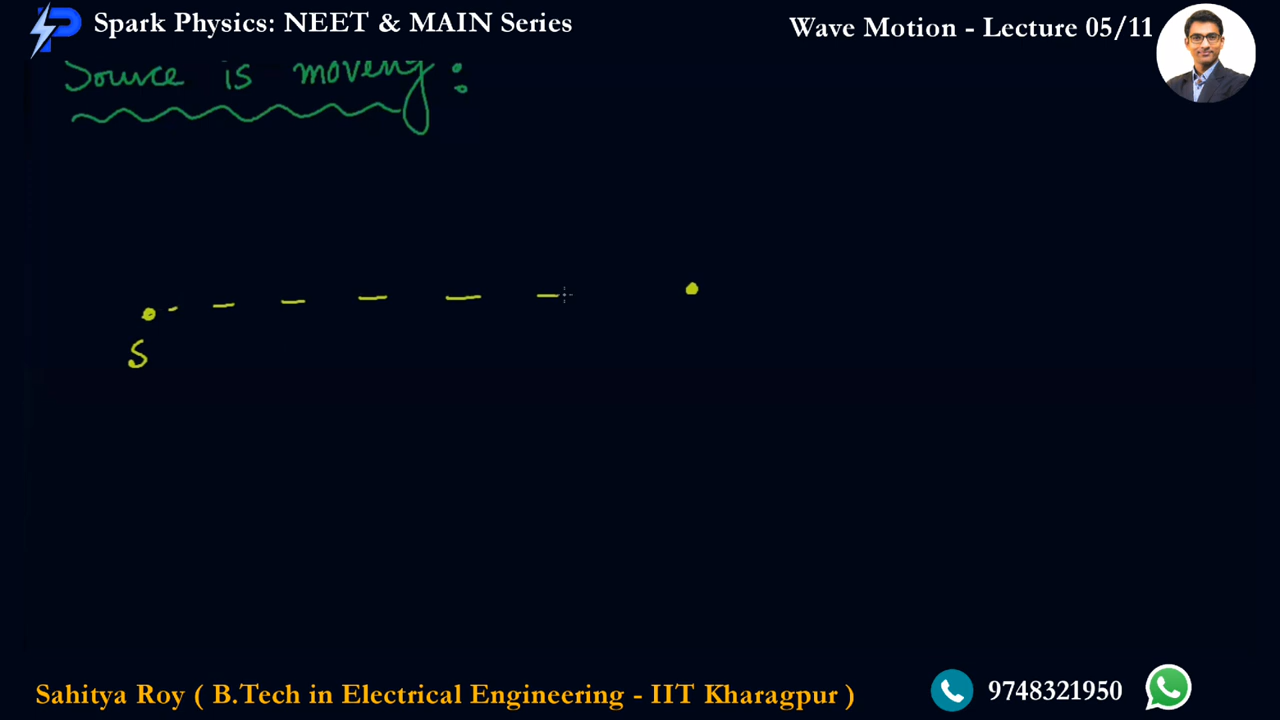 Spark Physics: NEET & MAIN Series
Wave Motion - Lecture 05/11
Source is moving:
S
Sahitya Roy ( B.Tech in Electrical Engineering - IIT Kharagpur )
9748321950